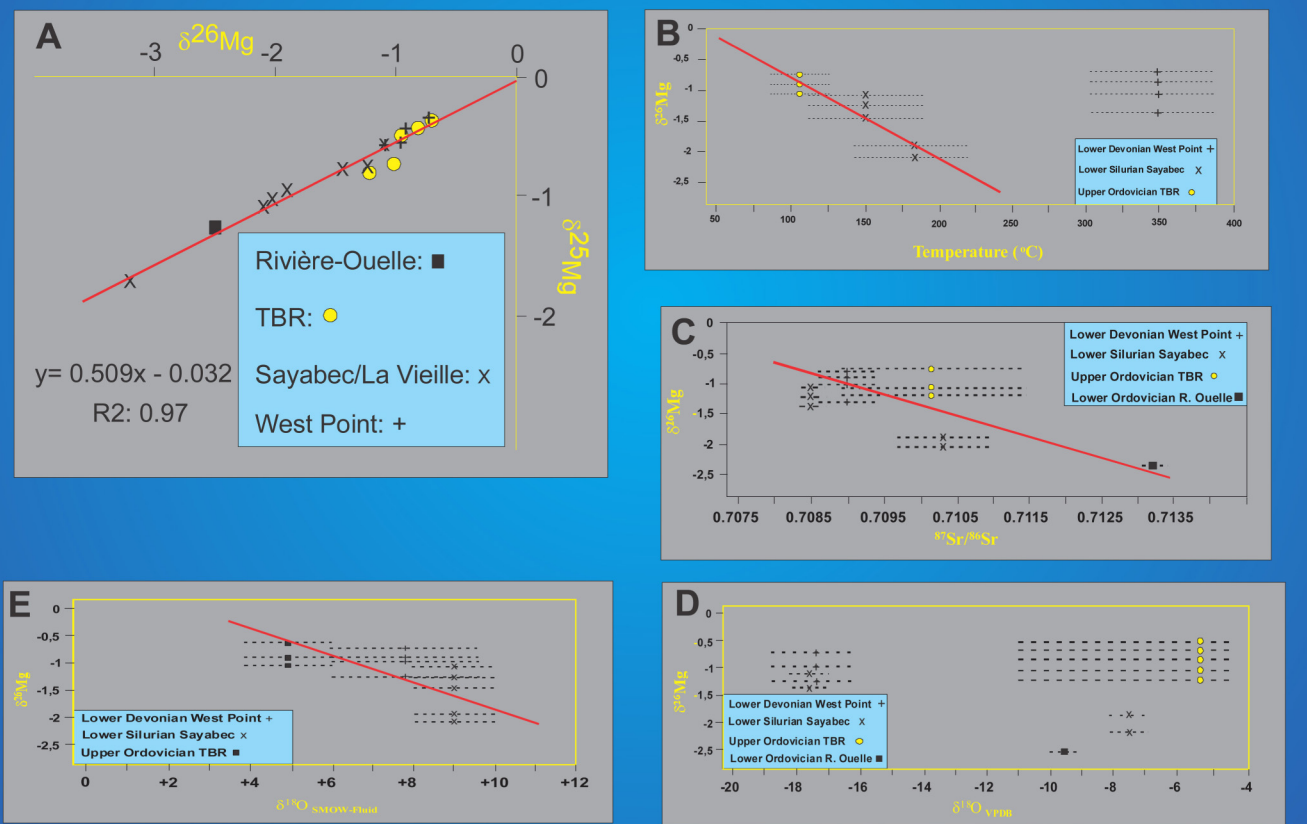 A
δ26Mg
-3 -2 -1 0
0
-1
-2
δ25Mg
Rivière-Ouelle: ■
TBR:
Sayabec/La Vieille: x
West Point: +
y= 0.509x - 0.032
R2: 0.97
B
δ26Mg
0
-0,5
-1
-1,5
-2
-2,5
Lower Devonian West Point +
Lower Silurian Sayabec x
Upper Ordovician TBR
50 100 150 200 250 300 350 400
Temperature (°C)
C
δ26Mg
0
-0,5
-1
-1,5
-2
-2,5
Lower Devonian West Point +
Lower Silurian Sayabec x
Upper Ordovician TBR
Lower Ordovician R. Ouelle ■
0.7075 0.7085 0.7095 0.7105 0.7115 0.7125 0.7135
87Sr/86Sr
E
δ26Mg
0
-0,5
-1
-1,5
-2
-2,5
Lower Devonian West Point +
Lower Silurian Sayabec x
Upper Ordovician TBR ■
0 +2 +4 +6 +8 +10 +12
δ18O SMOW-Fluid
D
δ26Mg
0
-0,5
-1
-1,5
-2
-2,5
Lower Devonian West Point +
Lower Silurian Sayabec x
Upper Ordovician TBR
Lower Ordovician R. Ouelle ■
-20 -18 -16 -14 -12 -10 -8 -6 -4
δ18O VPDB